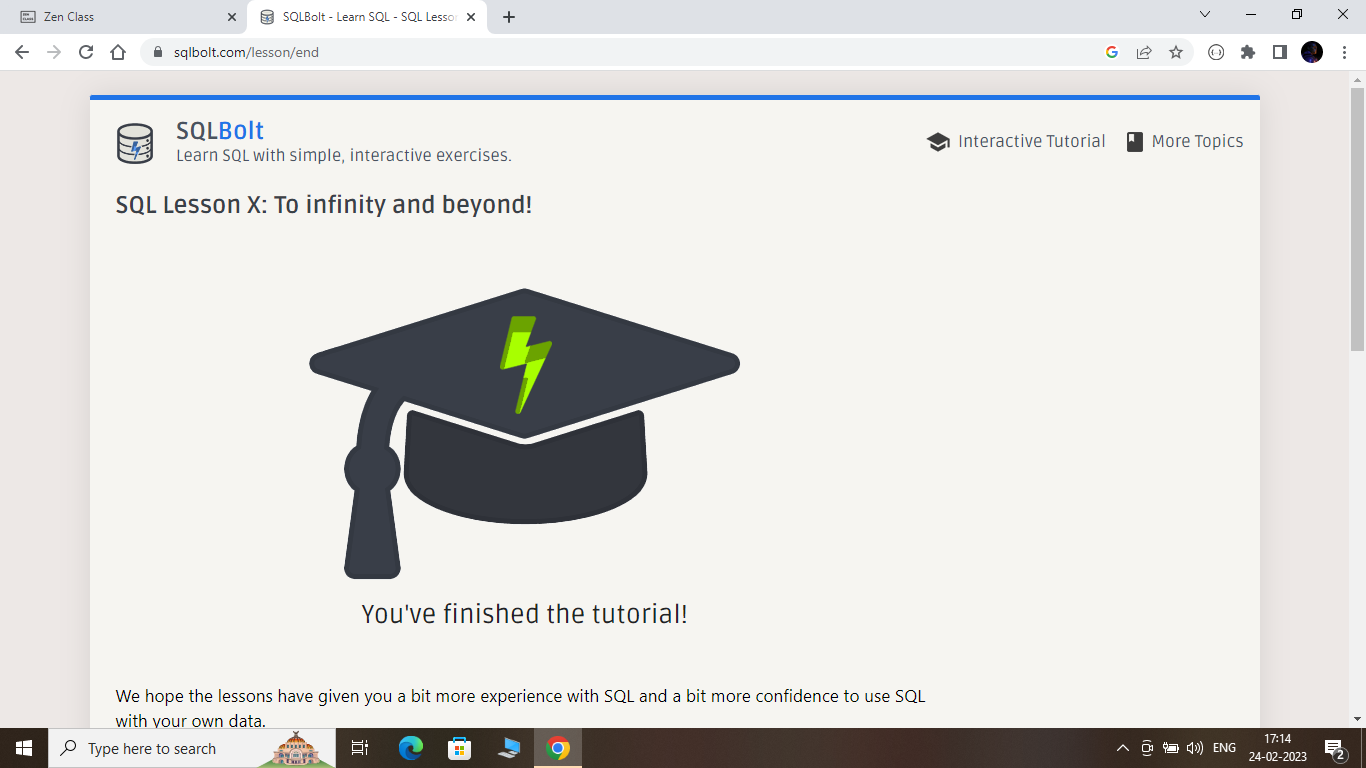 Zen Class
SQLBolt - Learn SQL - SQL Lesso
sqlbolt.com/lesson/end
SQLBolt
Learn SQL with simple, interactive exercises.
Interactive Tutorial
More Topics
SQL Lesson X: To infinity and beyond!
You've finished the tutorial!
We hope the lessons have given you a bit more experience with SQL and a bit more confidence to use SQL
with your own data.
Type here to search
ENG
17:14
24-02-2023
2